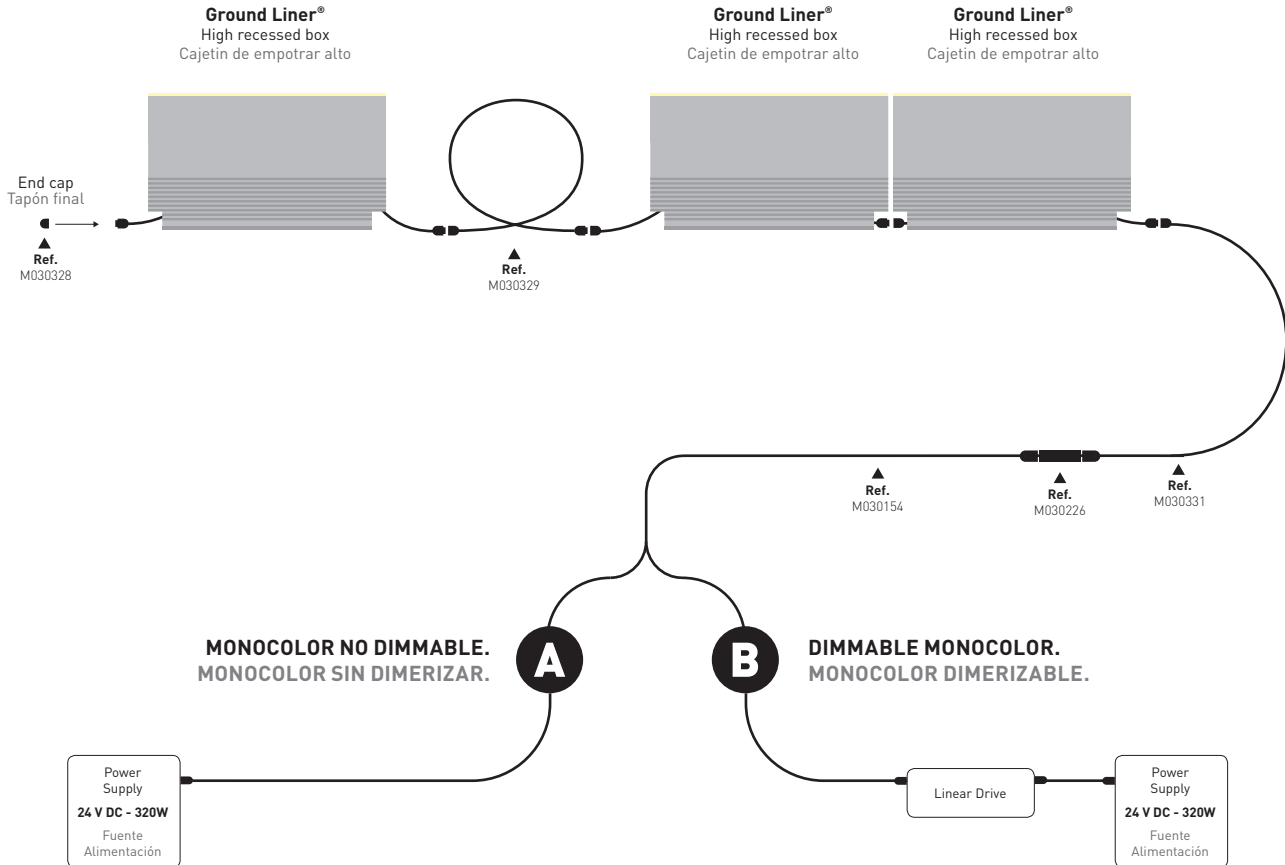 Ground Liner®
High recessed box
Cajetin de empotrar alto
Ground Liner®
High recessed box
Cajetin de empotrar alto
Ground Liner®
High recessed box
Cajetin de empotrar alto
End cap
Tapón final
Ref.
M030328
Ref.
M030329
Ref.
M030154
Ref.
M030226
Ref.
M030331
MONOCOLOR NO DIMMABLE.
MONOCOLOR SIN DIMERIZAR.
A
B
DIMMABLE MONOCOLOR.
MONOCOLOR DIMERIZABLE.
Power
Supply
24 V DC - 320W
Fuente
Alimentación
Linear Drive
Power
Supply
24 V DC - 320W
Fuente
Alimentación